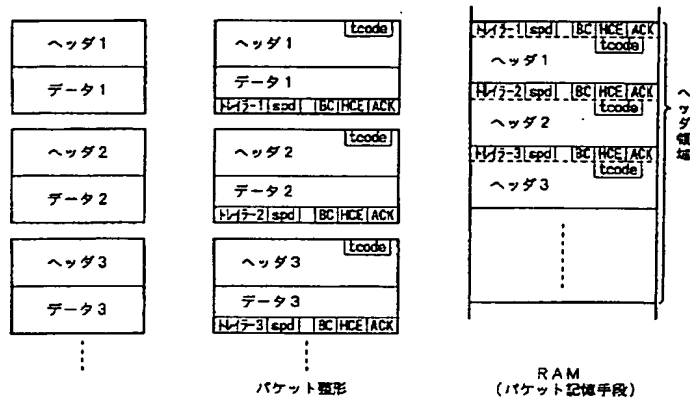 ヘッダ1
データ1
ヘッダ2
データ2
ヘッダ3
データ3
tcode
ヘッダ1
データ1
トレイラー1 spd BC HCE ACK
tcode
ヘッダ2
データ2
トレイラー2 spd BC HCE ACK
tcode
ヘッダ3
データ3
トレイラー3 spd BC HCE ACK
パケット整形
トレイラー1 spd BC HCE ACK
tcode
ヘッダ1
トレイラー2 spd BC HCE ACK
tcode
ヘッダ2
トレイラー3 spd BC HCE ACK
tcode
ヘッダ3
ヘッダ領域
RAM
(パケット記憶手段)